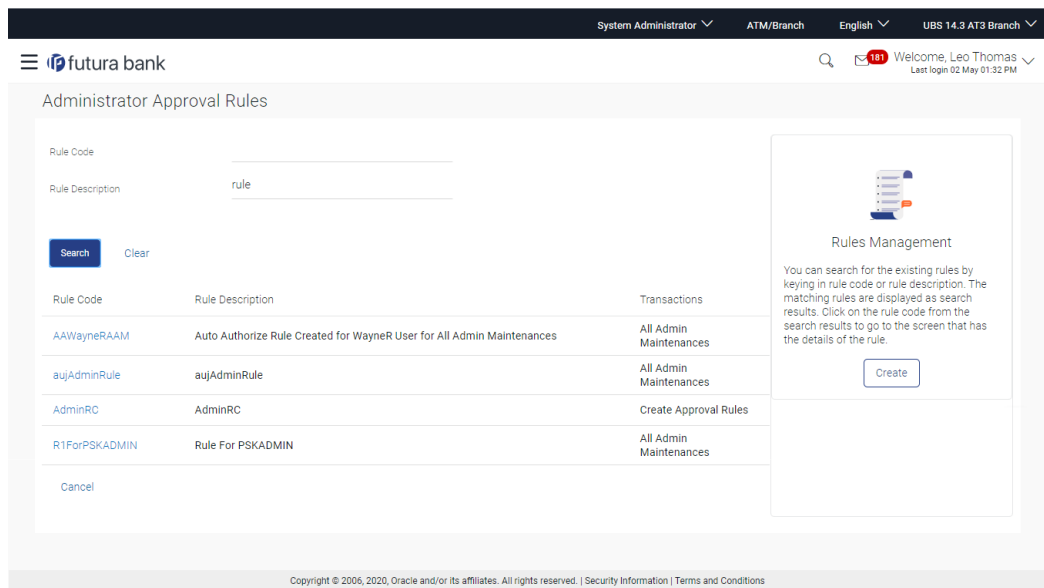 System Administrator ATM/Branch English UBS 14.3 AT3 Branch
futura bank
181
Welcome, Leo Thomas
Last login 02 May 01:32 PM
Administrator Approval Rules
Rule Code
Rule Description rule
Search Clear
Rule Code Rule Description Transactions
AAWayneRAAM Auto Authorize Rule Created for WayneR User for All Admin Maintenances All Admin
Maintenances
aujAdminRule aujAdminRule All Admin
Maintenances
AdminRC AdminRC Create Approval Rules
R1ForPSKADMIN Rule For PSKADMIN All Admin
Maintenances
Cancel
Rules Management
You can search for the existing rules by
keying in rule code or rule description. The
matching rules are displayed as search
results. Click on the rule code from the
search results to go to the screen that has
the details of the rule.
Create
Copyright © 2006, 2020, Oracle and/or its affiliates. All rights reserved. | Security Information | Terms and Conditions